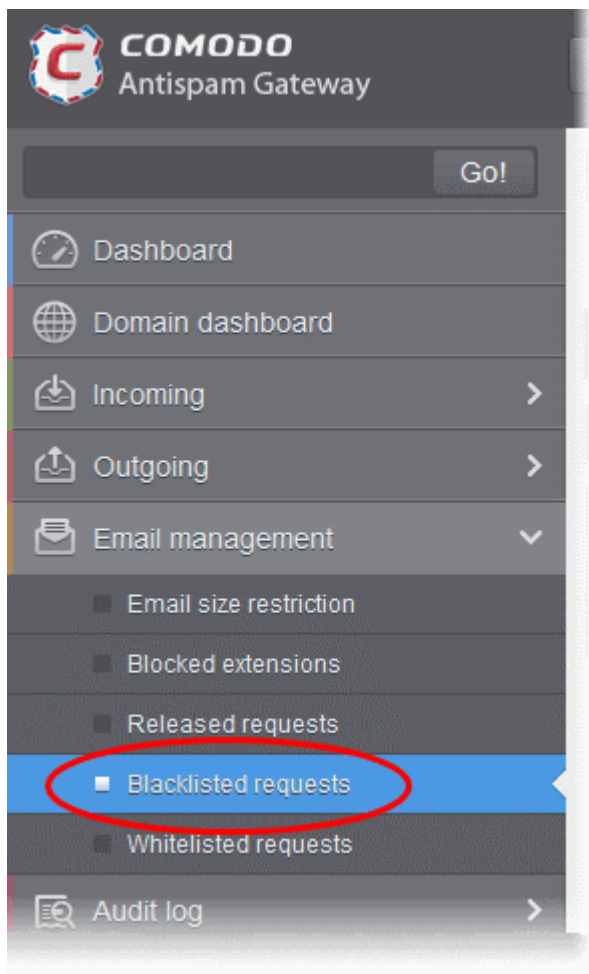 COMODO
Antispam Gateway
Go!
Dashboard
Domain dashboard
Incoming
Outgoing
Email management
Email size restriction
Blocked extensions
Released requests
Blacklisted requests
Whitelisted requests
Audit log